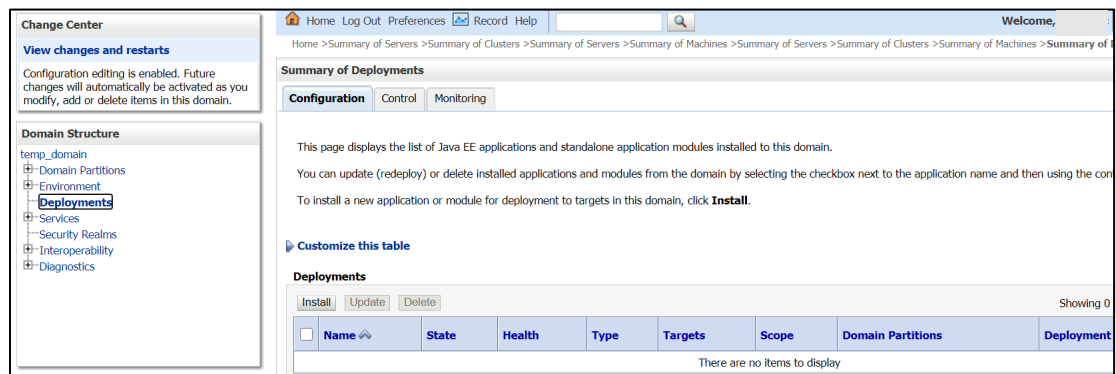 Change Center
View changes and restarts
Configuration editing is enabled. Future
changes will automatically be activated as you
modify, add or delete items in this domain.
Domain Structure
temp_domain
Domain Partitions
Environment
Deployments
Services
Security Realms
Interoperability
Diagnostics
Home Log Out Preferences Record Help
Welcome,
Home >Summary of Servers >Summary of Clusters >Summary of Servers >Summary of Machines >Summary of Servers >Summary of Clusters >Summary of Machines >Summary of
Summary of Deployments
Configuration Control Monitoring
This page displays the list of Java EE applications and standalone application modules installed to this domain.
You can update (redeploy) or delete installed applications and modules from the domain by selecting the checkbox next to the application name and then using the
To install a new application or module for deployment to targets in this domain, click Install.
Customize this table
Deployments
Install Update Delete
Showing 0
Name State Health Type Targets Scope Domain Partitions Deployment
There are no items to display